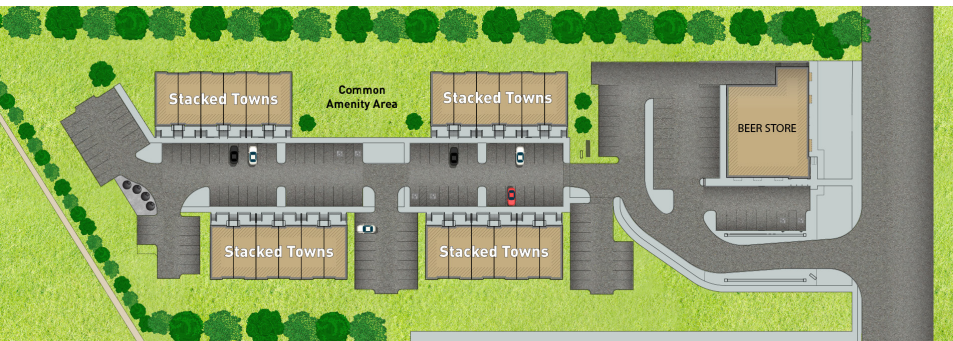 Stacked Towns
Common
Amenity Area
Stacked Towns
BEER STORE
Stacked Towns
Stacked Towns